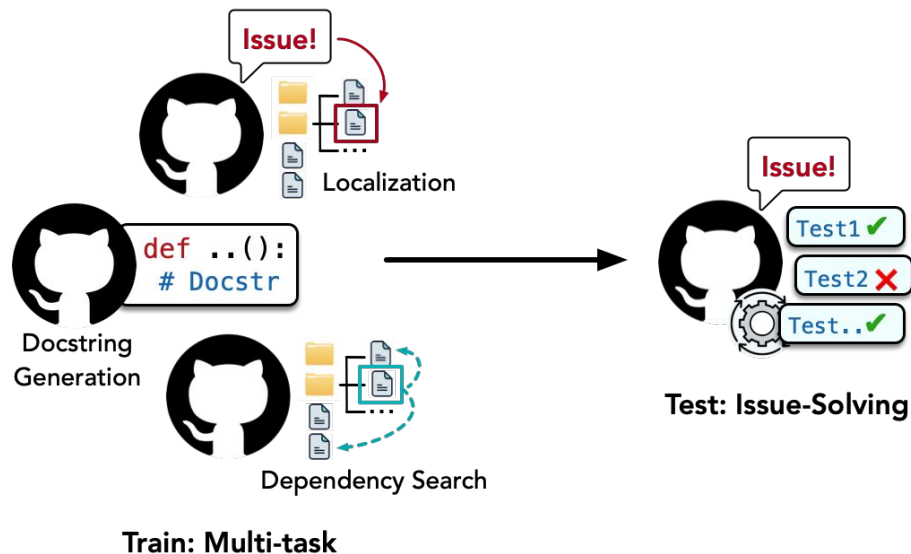 Issue!
Localization
def ..():
# Docstr
Docstring
Generation
Dependency Search
Train: Multi-task
Issue!
Test1
Test2
Test..
Test: Issue-Solving